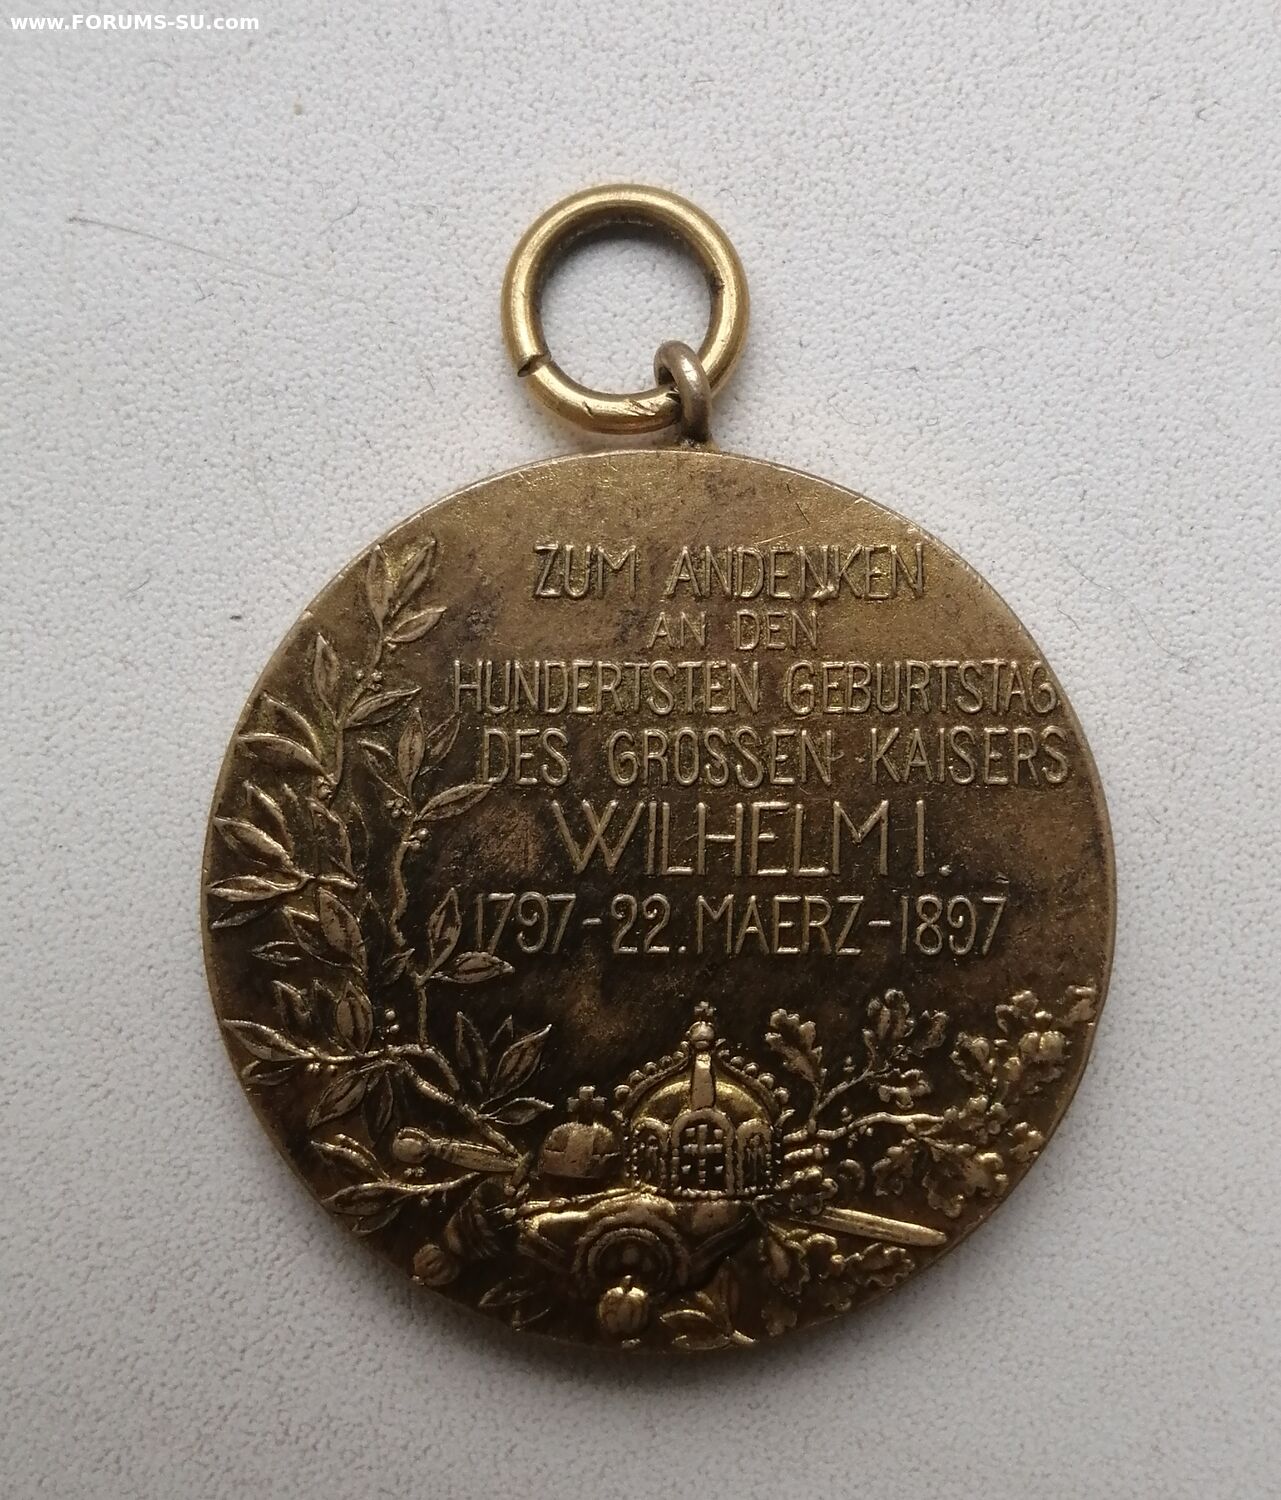 www.FORUMS-SU.com
ZUM ANDENKEN
AN DEN
HUNDERTSTEN GEBURTSTAG
DES GROSSEN KAISERS
WILHELM I.
1797-22.MAERZ-1897